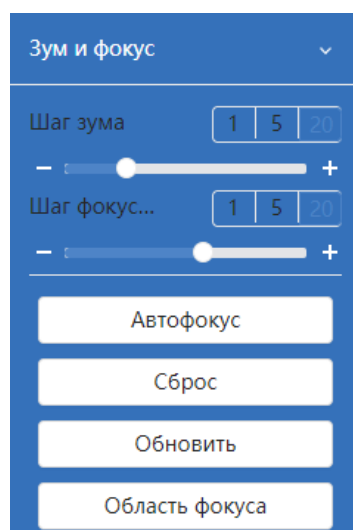 Зум и фокус
Шаг зума 1 5 20
− +
Шаг фокус... 1 5 20
− +
Автофокус
Сброс
Обновить
Область фокуса